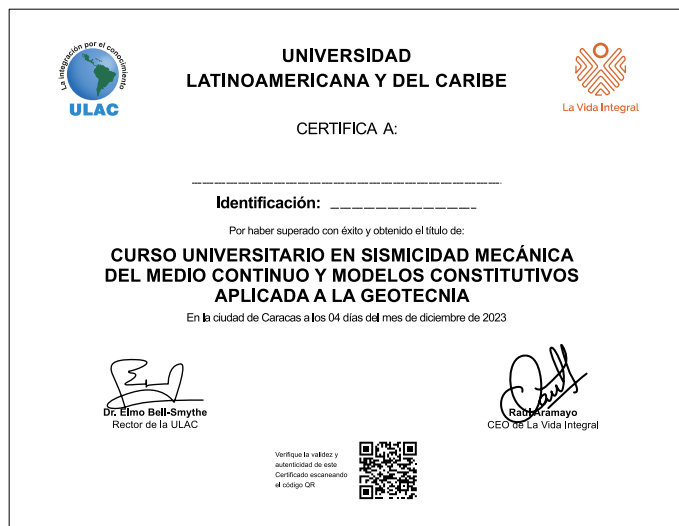 La integración por el conocimiento
ULAC
UNIVERSIDAD
LATINOAMERICANA Y DEL CARIBE
La Vida Integral
CERTIFICA A:
Identificación:
Por haber superado con éxito y obtenido el título de:
CURSO UNIVERSITARIO EN SISMICIDAD MECÁNICA
DEL MEDIO CONTINUO Y MODELOS CONSTITUTIVOS
APLICADA A LA GEOTECNIA
En la ciudad de Caracas a los 04 días del mes de diciembre de 2023
Dr. Elmo Bell-Smythe
Rector de la ULAC
Raúl Aramayo
CEO de La Vida Integral
Verifique la validez y
autenticidad de este
Certificado escaneando
el código QR